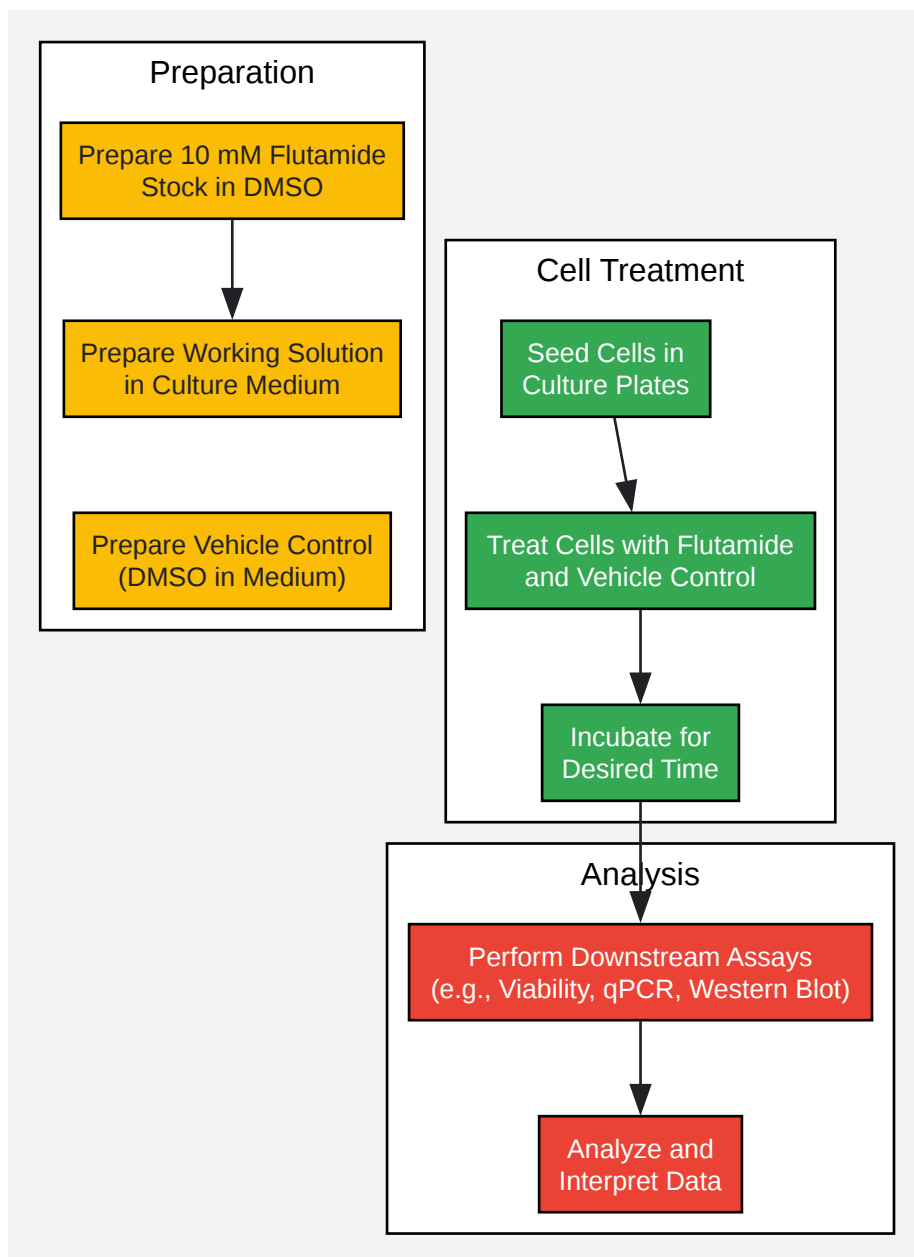 Preparation
Prepare 10 mM Flutamide
Stock in DMSO
Prepare Working Solution
in Culture Medium
Prepare Vehicle Control
(DMSO in Medium)
Cell Treatment
Seed Cells in
Culture Plates
Treat Cells with Flutamide
and Vehicle Control
Incubate for
Desired Time
Analysis
Perform Downstream Assays
(e.g., Viability, qPCR, Western Blot)
Analyze and
Interpret Data